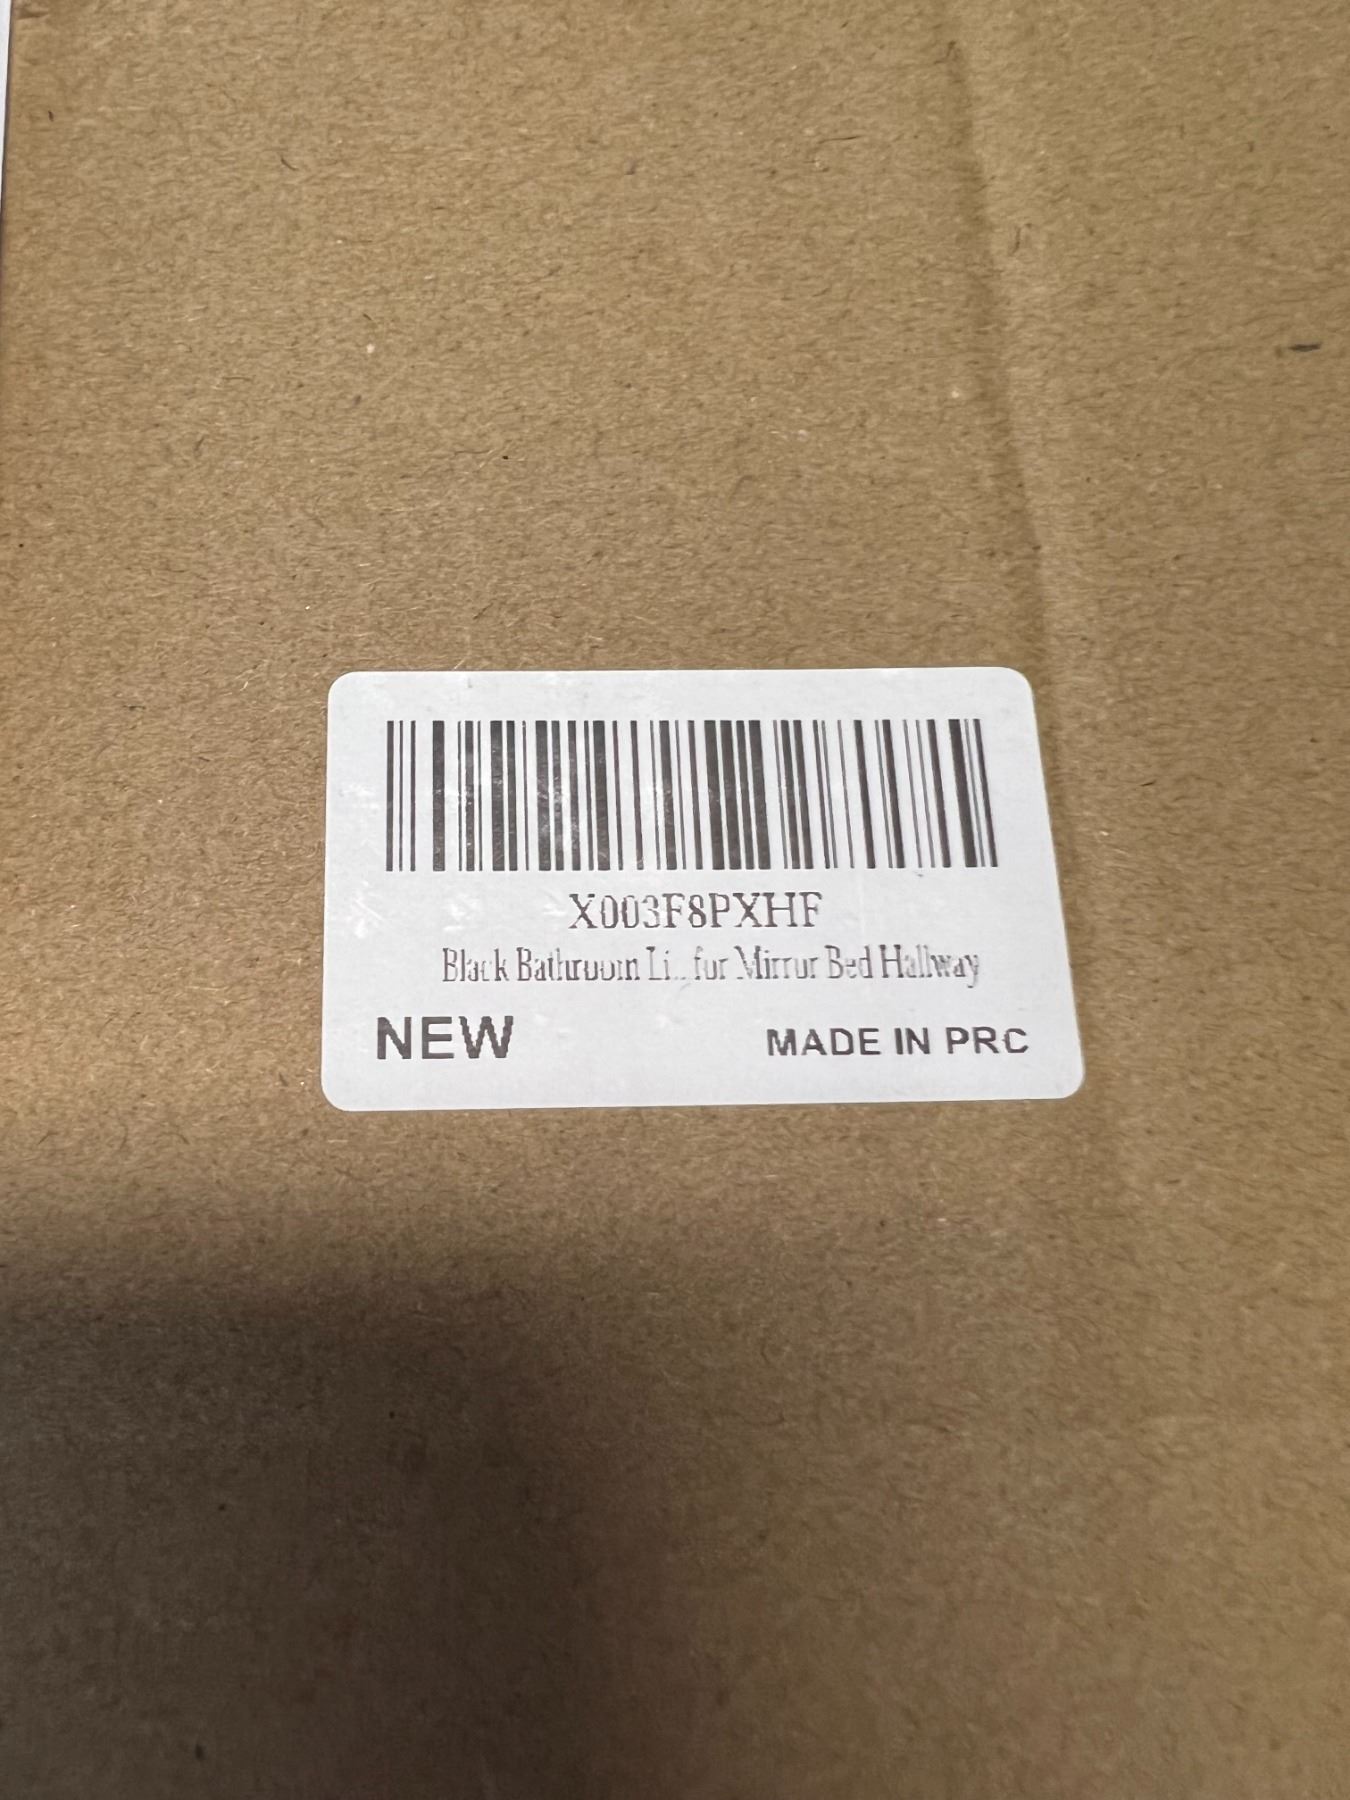 X003F8PXHF
Black Bathroom Li...for Mirror Bed Hallway
NEW
MADE IN PRC